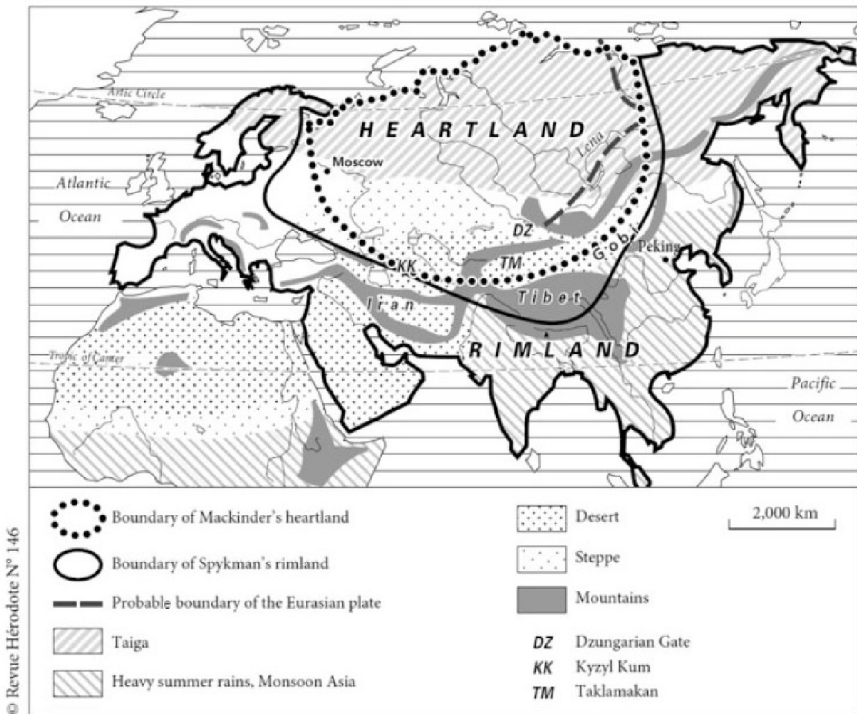 Artic Circle
HEARTLAND
Lena
Moscow
Atlantic
Ocean
DZ
Gobi
Peking
KK
TM
Tibet
Iran
RIMLAND
Tropic of Cancer
Pacific
Ocean
Boundary of Mackinder's heartland
Boundary of Spykman's rimland
Probable boundary of the Eurasian plate
Taiga
Heavy summer rains, Monsoon Asia
Desert
Steppe
Mountains
DZ Dzungarian Gate
KK Kyzyl Kum
TM Taklamakan
2,000 km
© Revue Hérodote N° 146